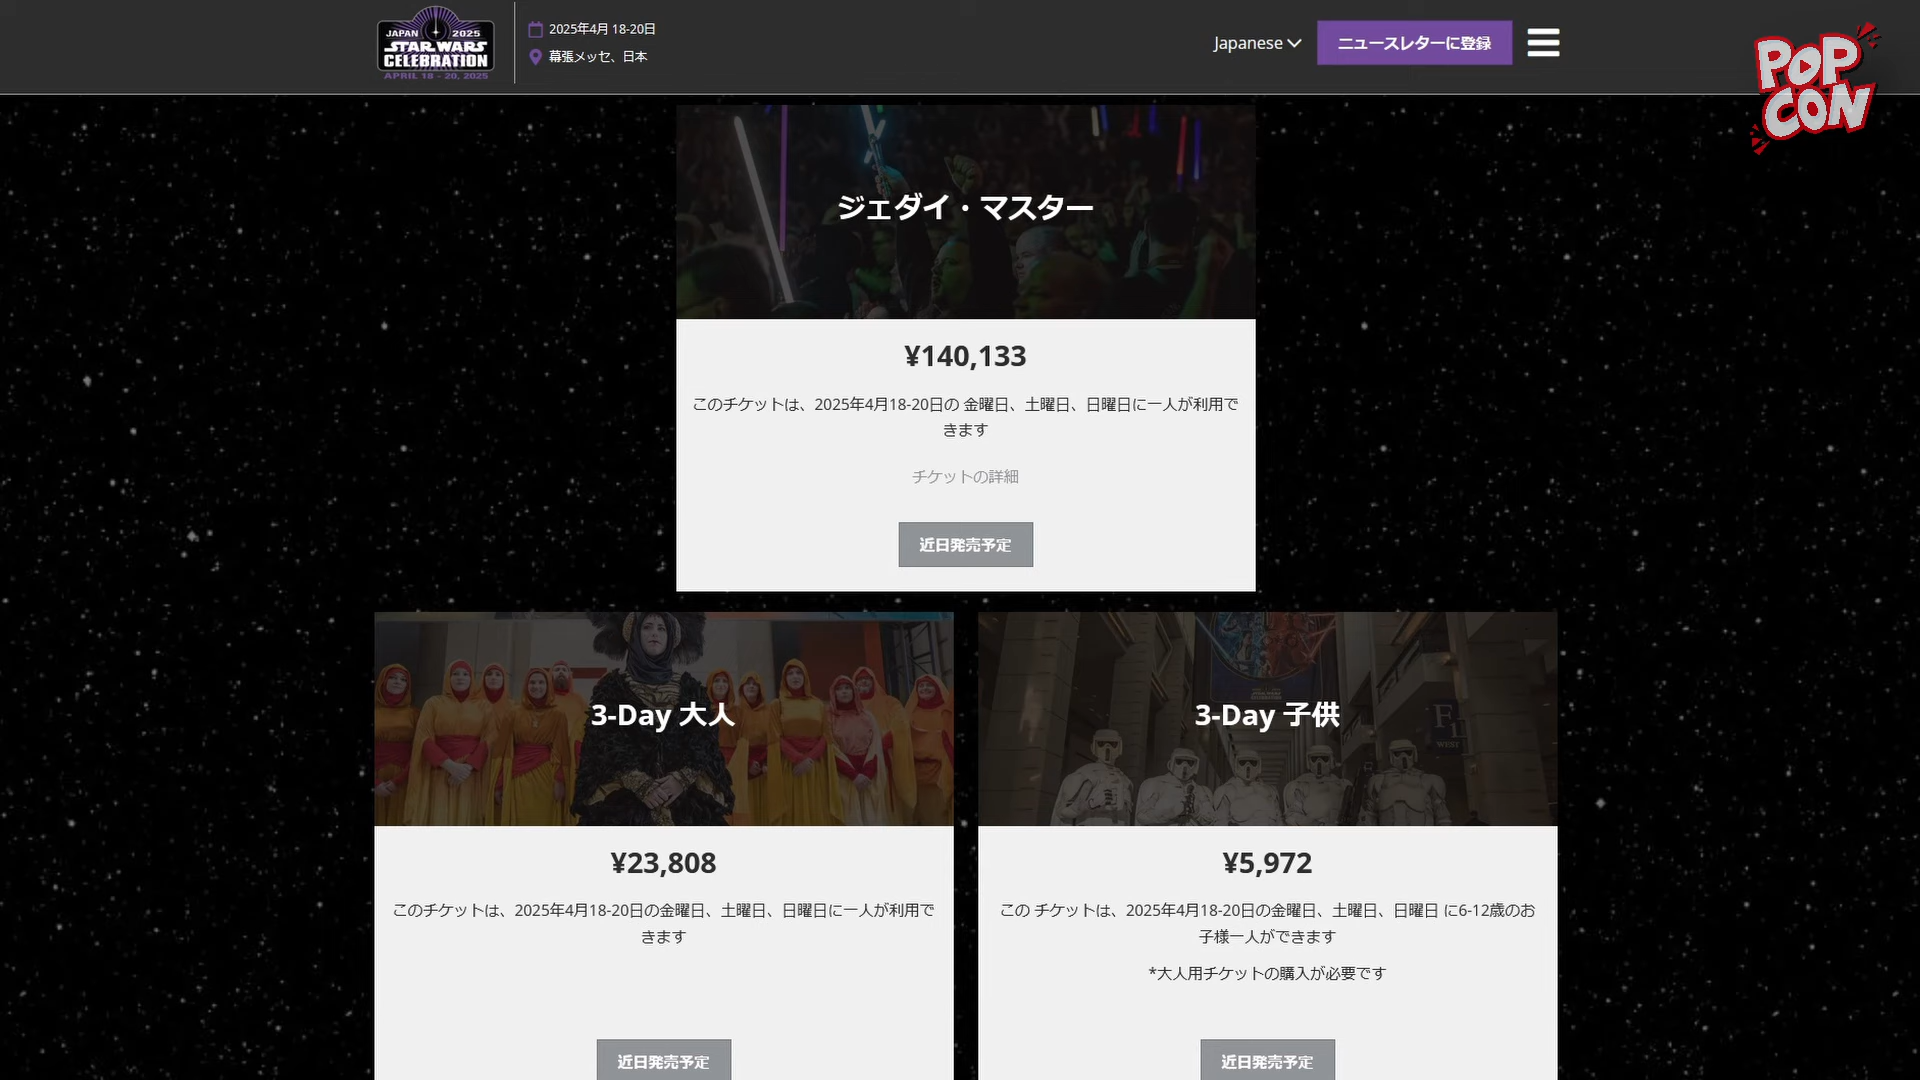 JAPAN 2025
STAR WARS
CELEBRATION
APRIL 18 - 20, 2025
2025年4月 18-20日
幕張メッセ、日本
Japanese
ニュースレターに登録
POP
CON
ジェダイ・マスター
¥140,133
このチケットは、2025年4月18-20日の 金曜日、土曜日、日曜日に一人が利用で
きます
チケットの詳細
近日発売予定
3-Day 大人
¥23,808
このチケットは、2025年4月18-20日の金曜日、土曜日、日曜日に一人が利用で
きます
近日発売予定
3-Day 子供
WEST
¥5,972
この チケットは、2025年4月18-20日の金曜日、土曜日、日曜日 に6-12歳のお
子様一人ができます
*大人用チケットの購入が必要です
近日発売予定